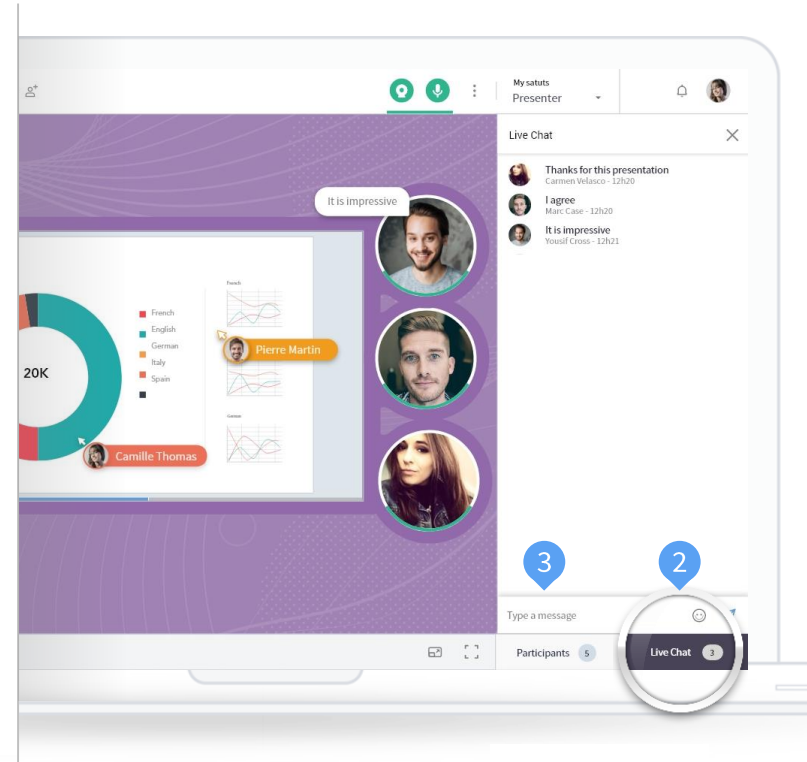 My satuts
Presenter
Live Chat
Thanks for this presentation
Carmen Velasco - 12h20
I agree
Marc Case - 12h20
It is impressive
Yousif Cross - 12h21
It is impressive
French
French
English
German
Italy
Spain
20K
Pierre Martin
German
Camille Thomas
3
2
Type a message
Participants 5
Live Chat 3